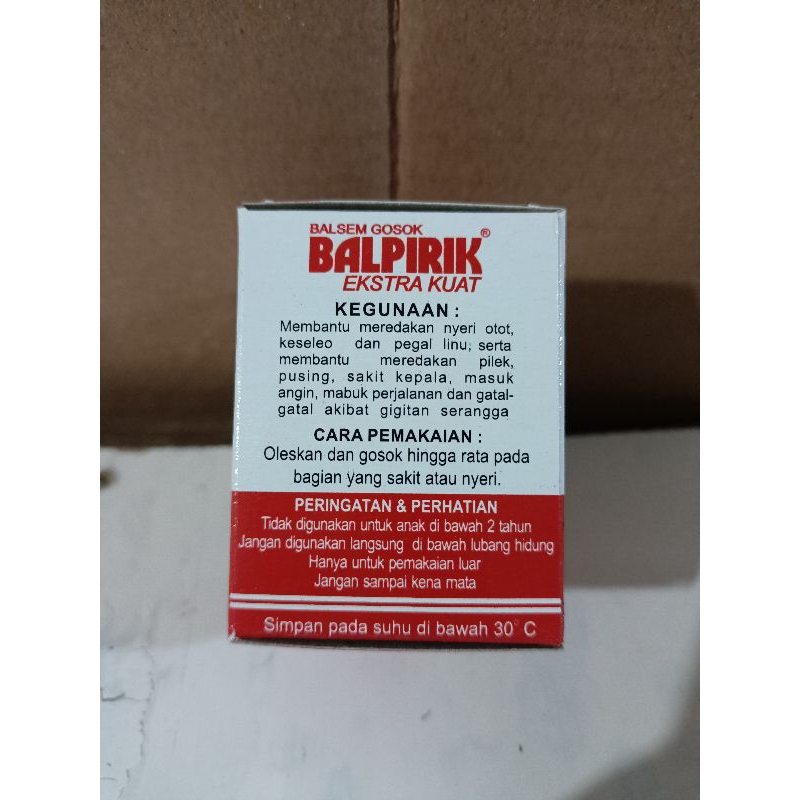 BALSEM GOSOK
BALPIRIK®
EKSTRA KUAT
KEGUNAAN :
Membantu meredakan nyeri otot,
keseleo dan pegal linu, serta
membantu meredakan pilek,
pusing, sakit kepala, masuk
angin, mabuk perjalanan dan gatal-
gatal akibat gigitan serangga
CARA PEMAKAIAN :
Oleskan dan gosok hingga rata pada
bagian yang sakit atau nyeri.
PERINGATAN & PERHATIAN
Tidak digunakan untuk anak di bawah 2 tahun
Jangan digunakan langsung di bawah lubang hidung
Hanya untuk pemakaian luar
Jangan sampai kena mata
Simpan pada suhu di bawah 30° C